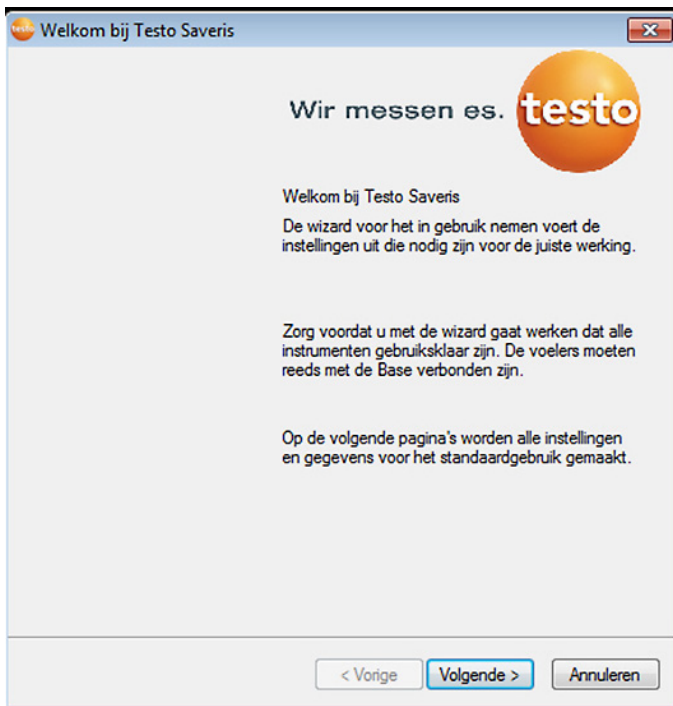 Welkom bij Testo Saveris
Wir messen es. testo
Welkom bij Testo Saveris
De wizard voor het in gebruik nemen voert de
instellingen uit die nodig zijn voor de juiste werking.
Zorg voordat u met de wizard gaat werken dat alle
instrumenten gebruiksklaar zijn. De voelers moeten
reeds met de Base verbonden zijn.
Op de volgende pagina's worden alle instellingen
en gegevens voor het standaardgebruik gemaakt.
< Vorige Volgende > Annuleren